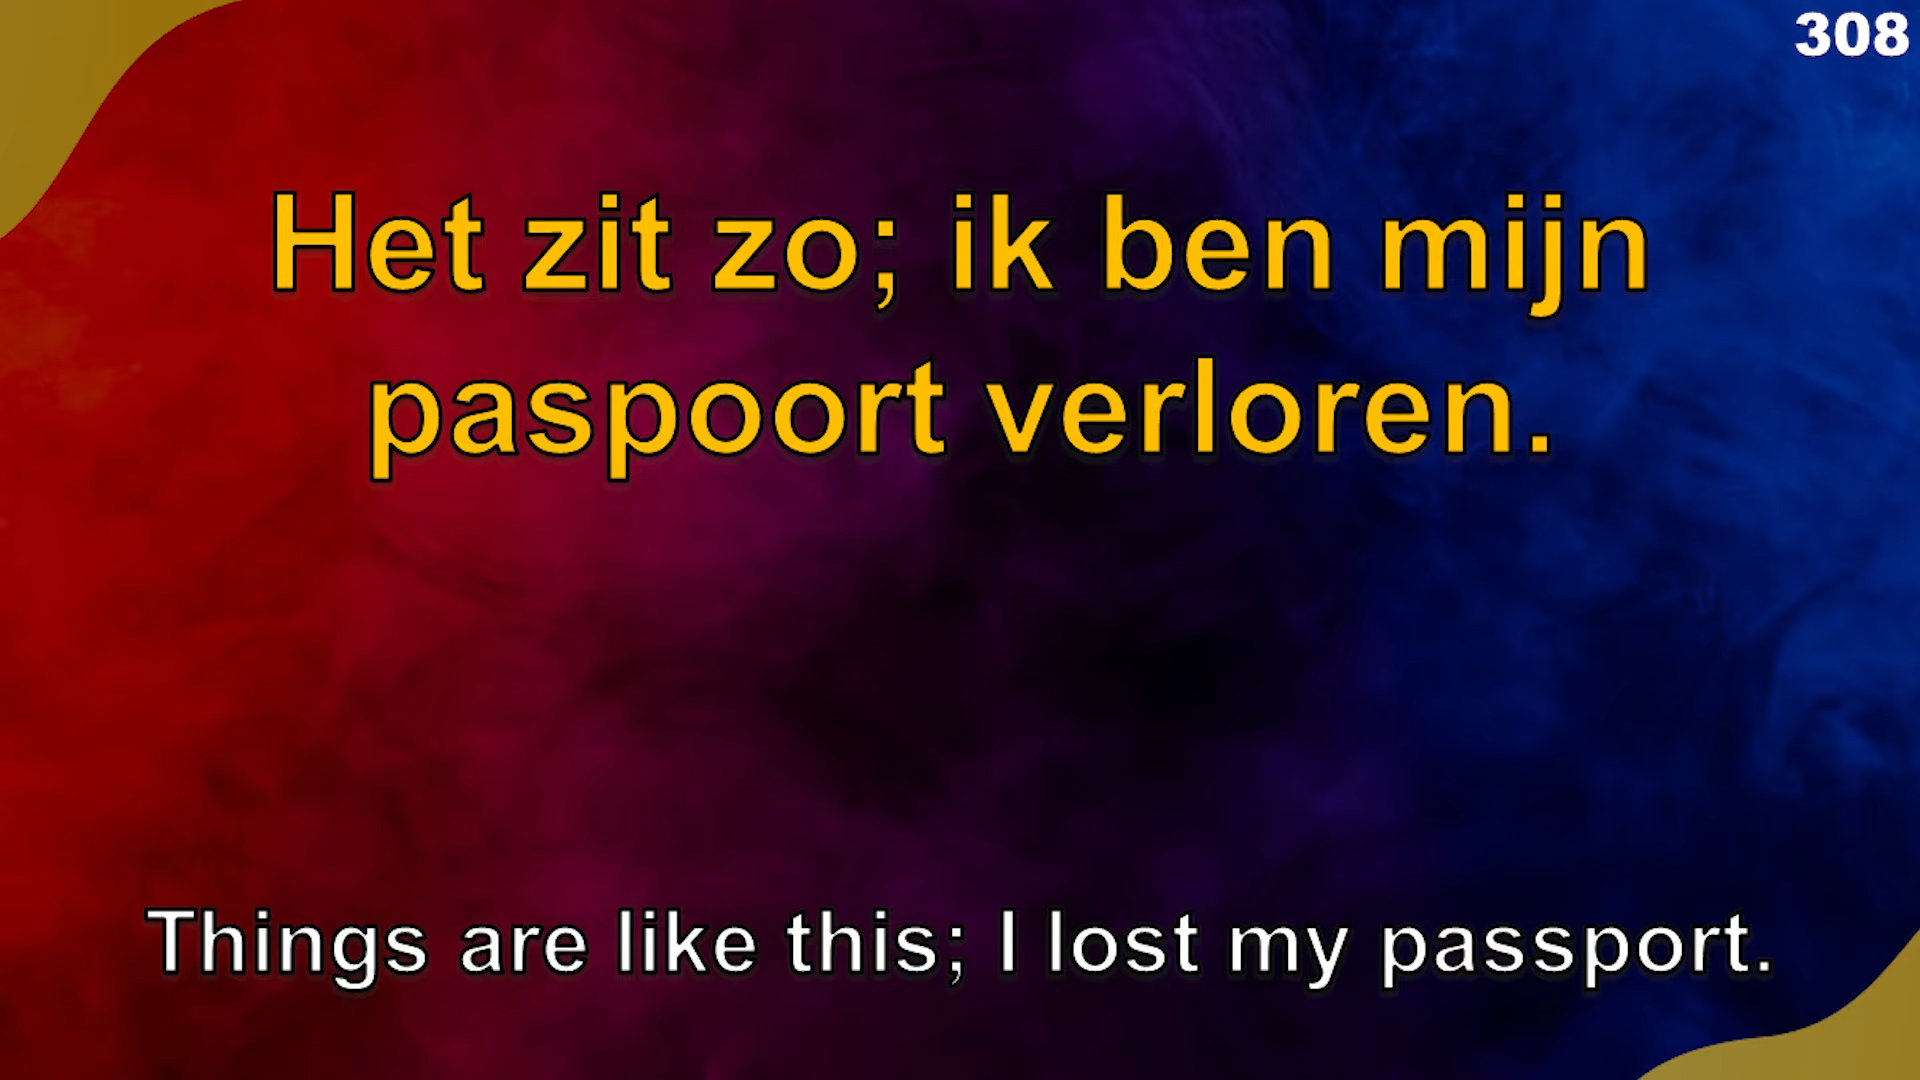 308
Het zit zo; ik ben mijn
paspoort verloren.
Things are like this; I lost my passport.